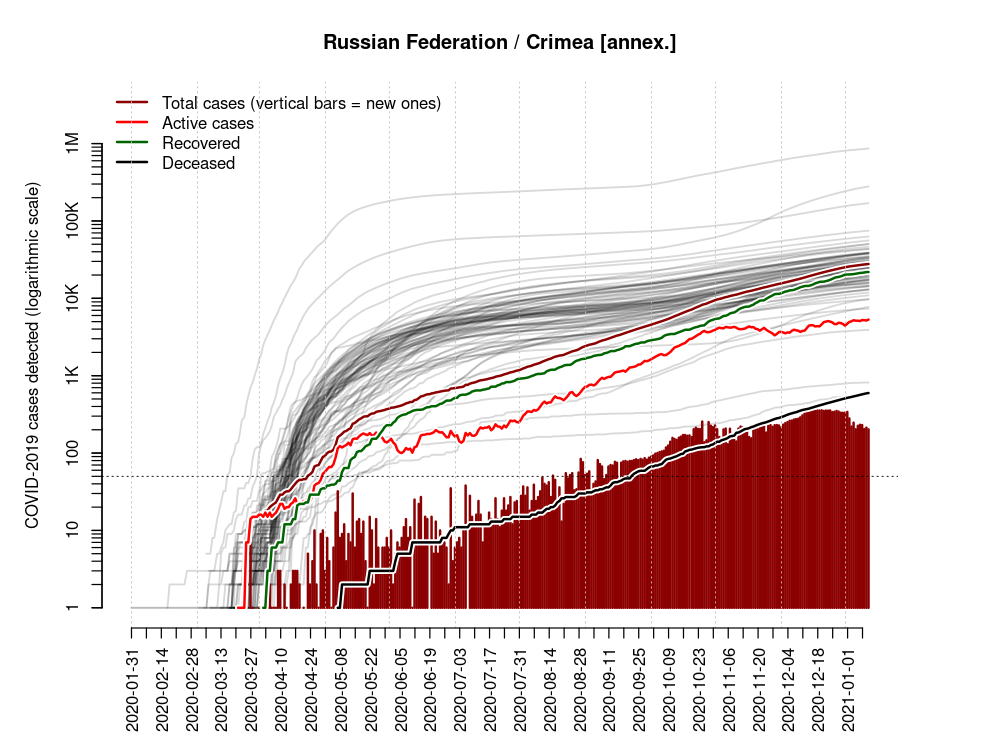 Russian Federation / Crimea [annex.]
Total cases (vertical bars = new ones)
Active cases
Recovered
Deceased
COVID-2019 cases detected (logarithmic scale)
1M
100K
10K
1K
100
10
1
2020-01-31
2020-02-14
2020-02-28
2020-03-13
2020-03-27
2020-04-10
2020-04-24
2020-05-08
2020-05-22
2020-06-05
2020-06-19
2020-07-03
2020-07-17
2020-07-31
2020-08-14
2020-08-28
2020-09-11
2020-09-25
2020-10-09
2020-10-23
2020-11-06
2020-11-20
2020-12-04
2020-12-18
2021-01-01